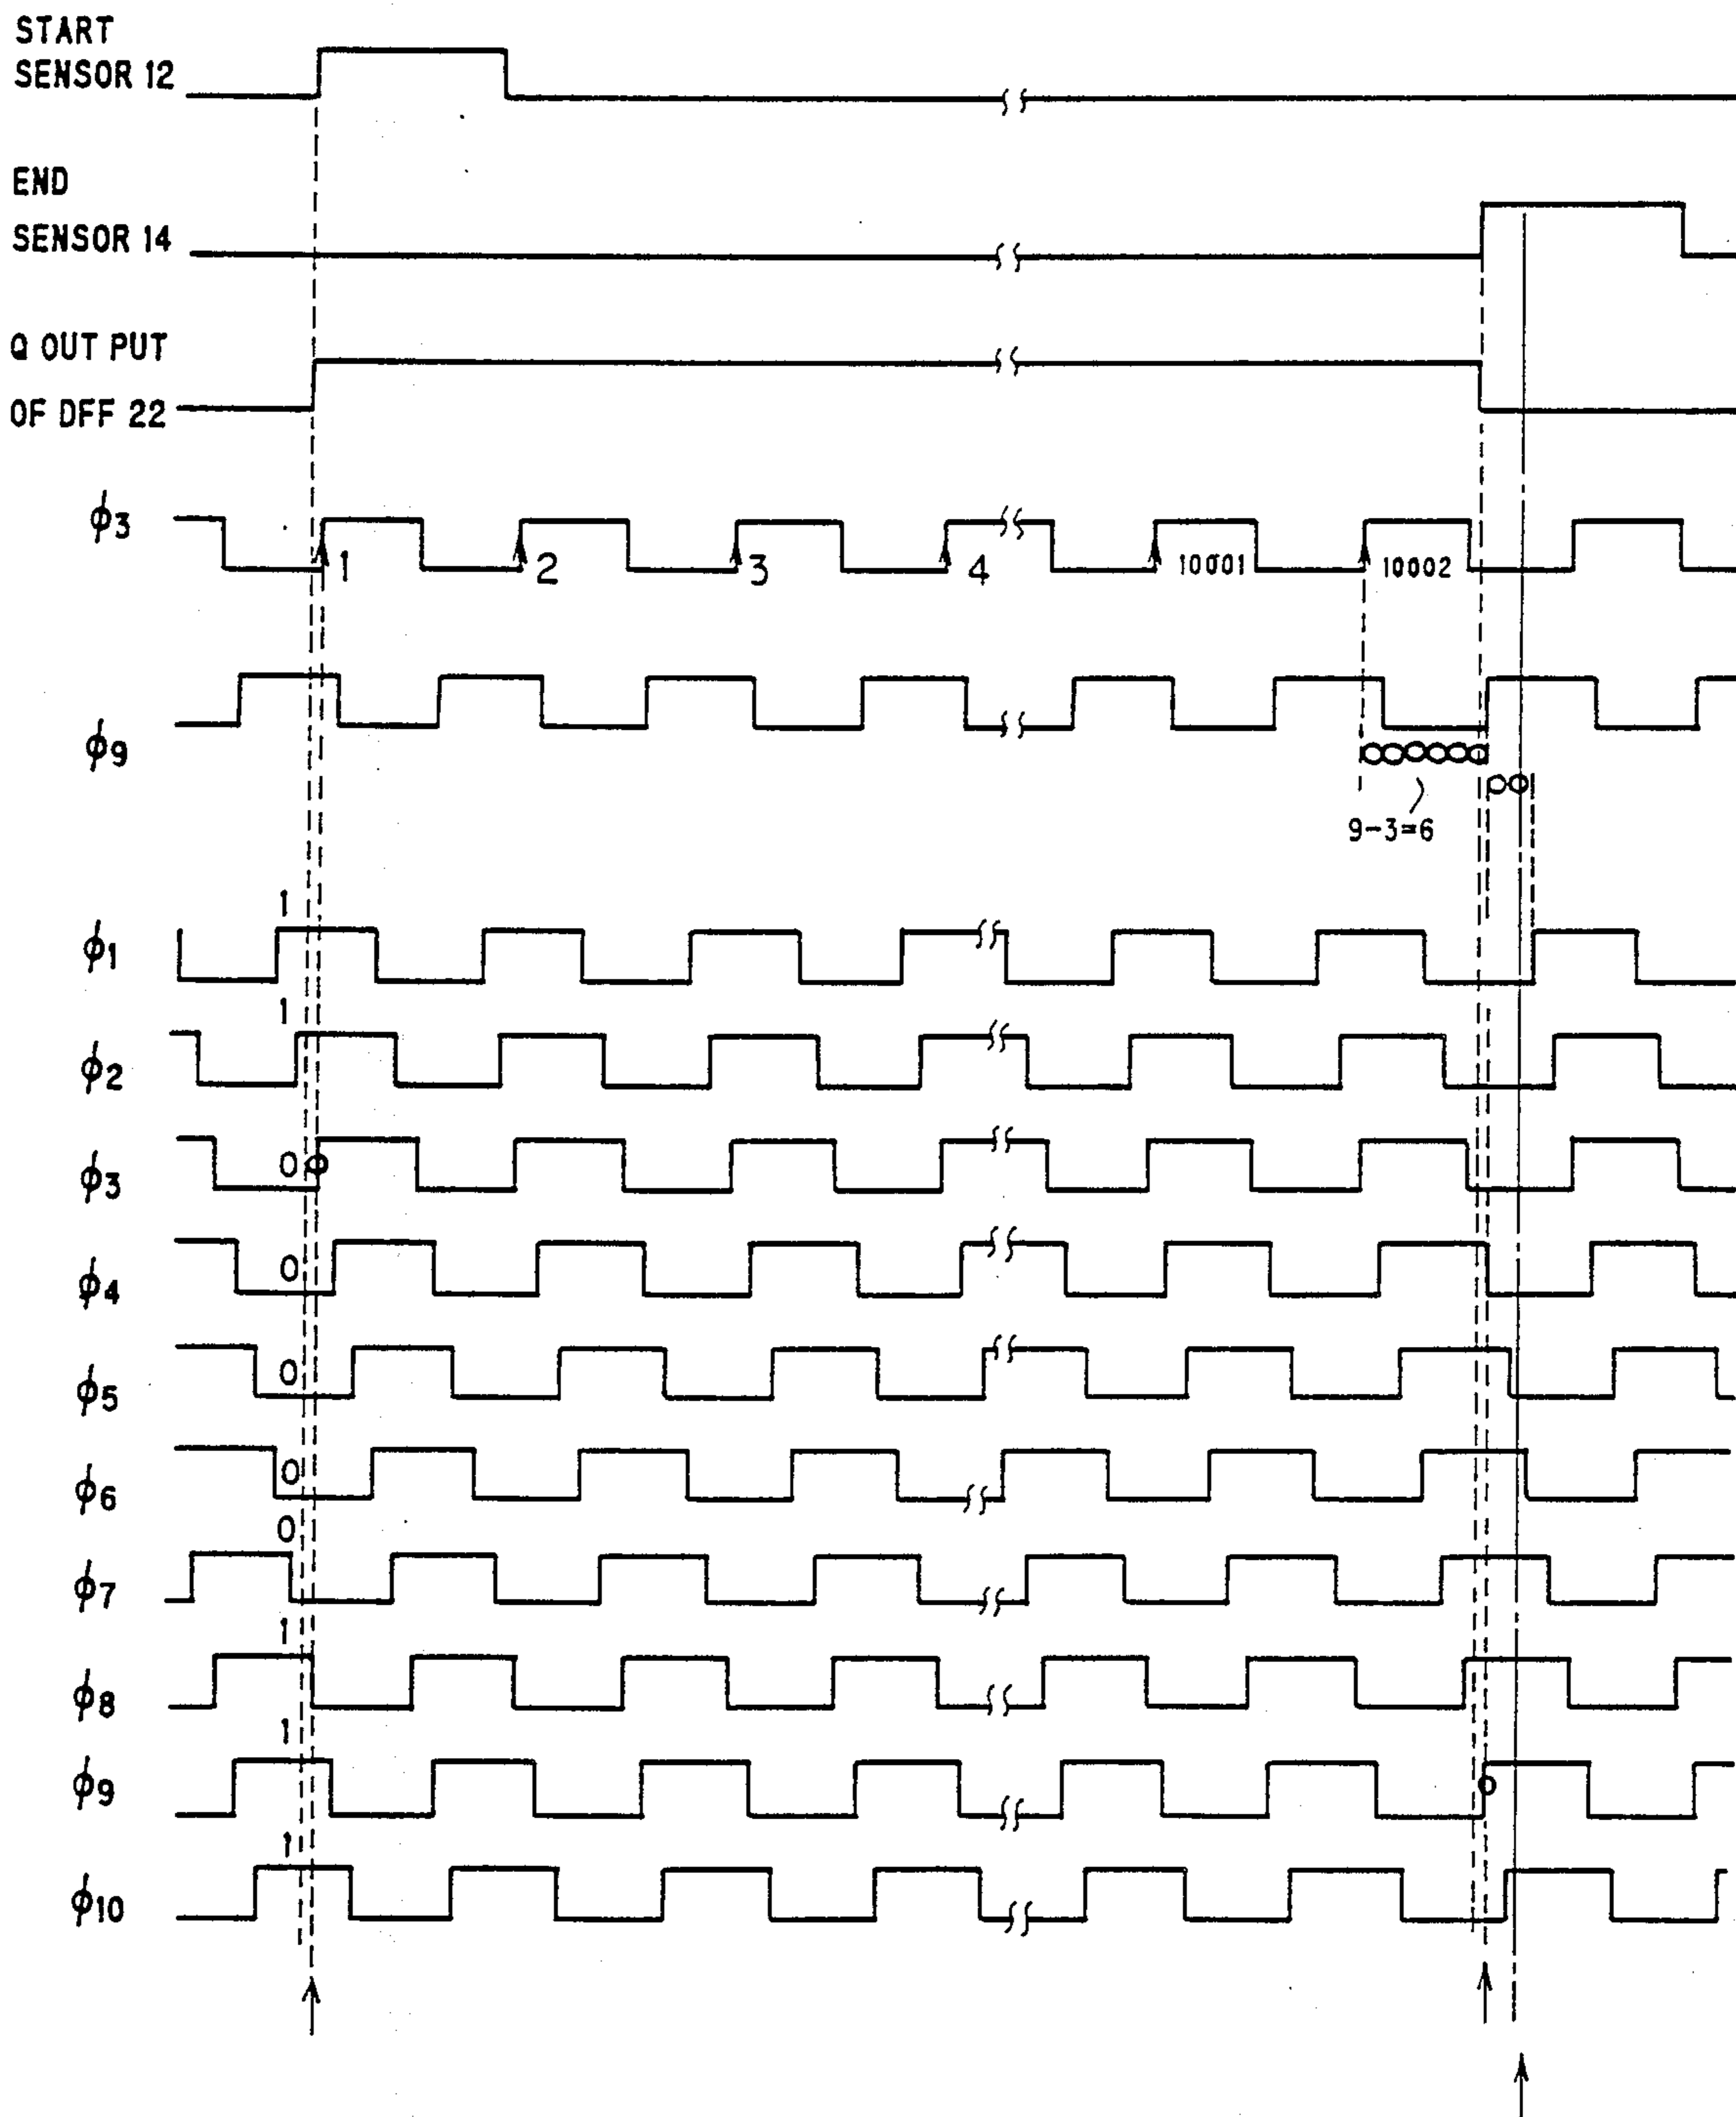 START
SENSOR 12
END
SENSOR 14
Q OUT PUT
OF DFF 22
ϕ3
1 2 3 4 10001 10002
ϕ9
9-3=6
1
ϕ1
1
ϕ2
ϕ3 0
ϕ4 0
ϕ5 0
ϕ6 0
0
ϕ7
1
ϕ8
1
ϕ9
1
ϕ10